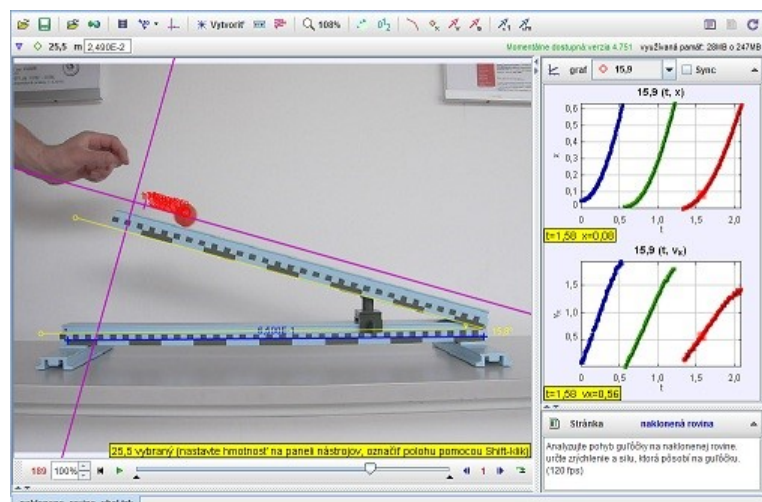 Vytvoriť 100%
25,5 m 2,490E-2
Momentálne dostupná verzia 4.751 využívaná pamäť: 28MB o 247MB
graf 15,9 Sync
15,9 (t, x)
0,6
0,5
0,4
0,3
0,2
0,1
0
x
0 0,5 1,0 1,5 2,0
t
t=1,58 x=0,08
15,9 (t, vx)
1,5
1,0
0,5
vx
0 0,5 1,0 1,5 2,0
t
t=1,58 vx=0,56
15,9°
25,5 vybraný (nastavte hmotnosť na paneli nástrojov, označiť polohu pomocou Shift-klik)
189 100% 1
Stránka naklonená rovina
Analyzujte pohyb guľôčky na naklonenej rovine.
určte zrýchlenie a silu, ktorá pôsobí na guľôčku.
(120 fps)